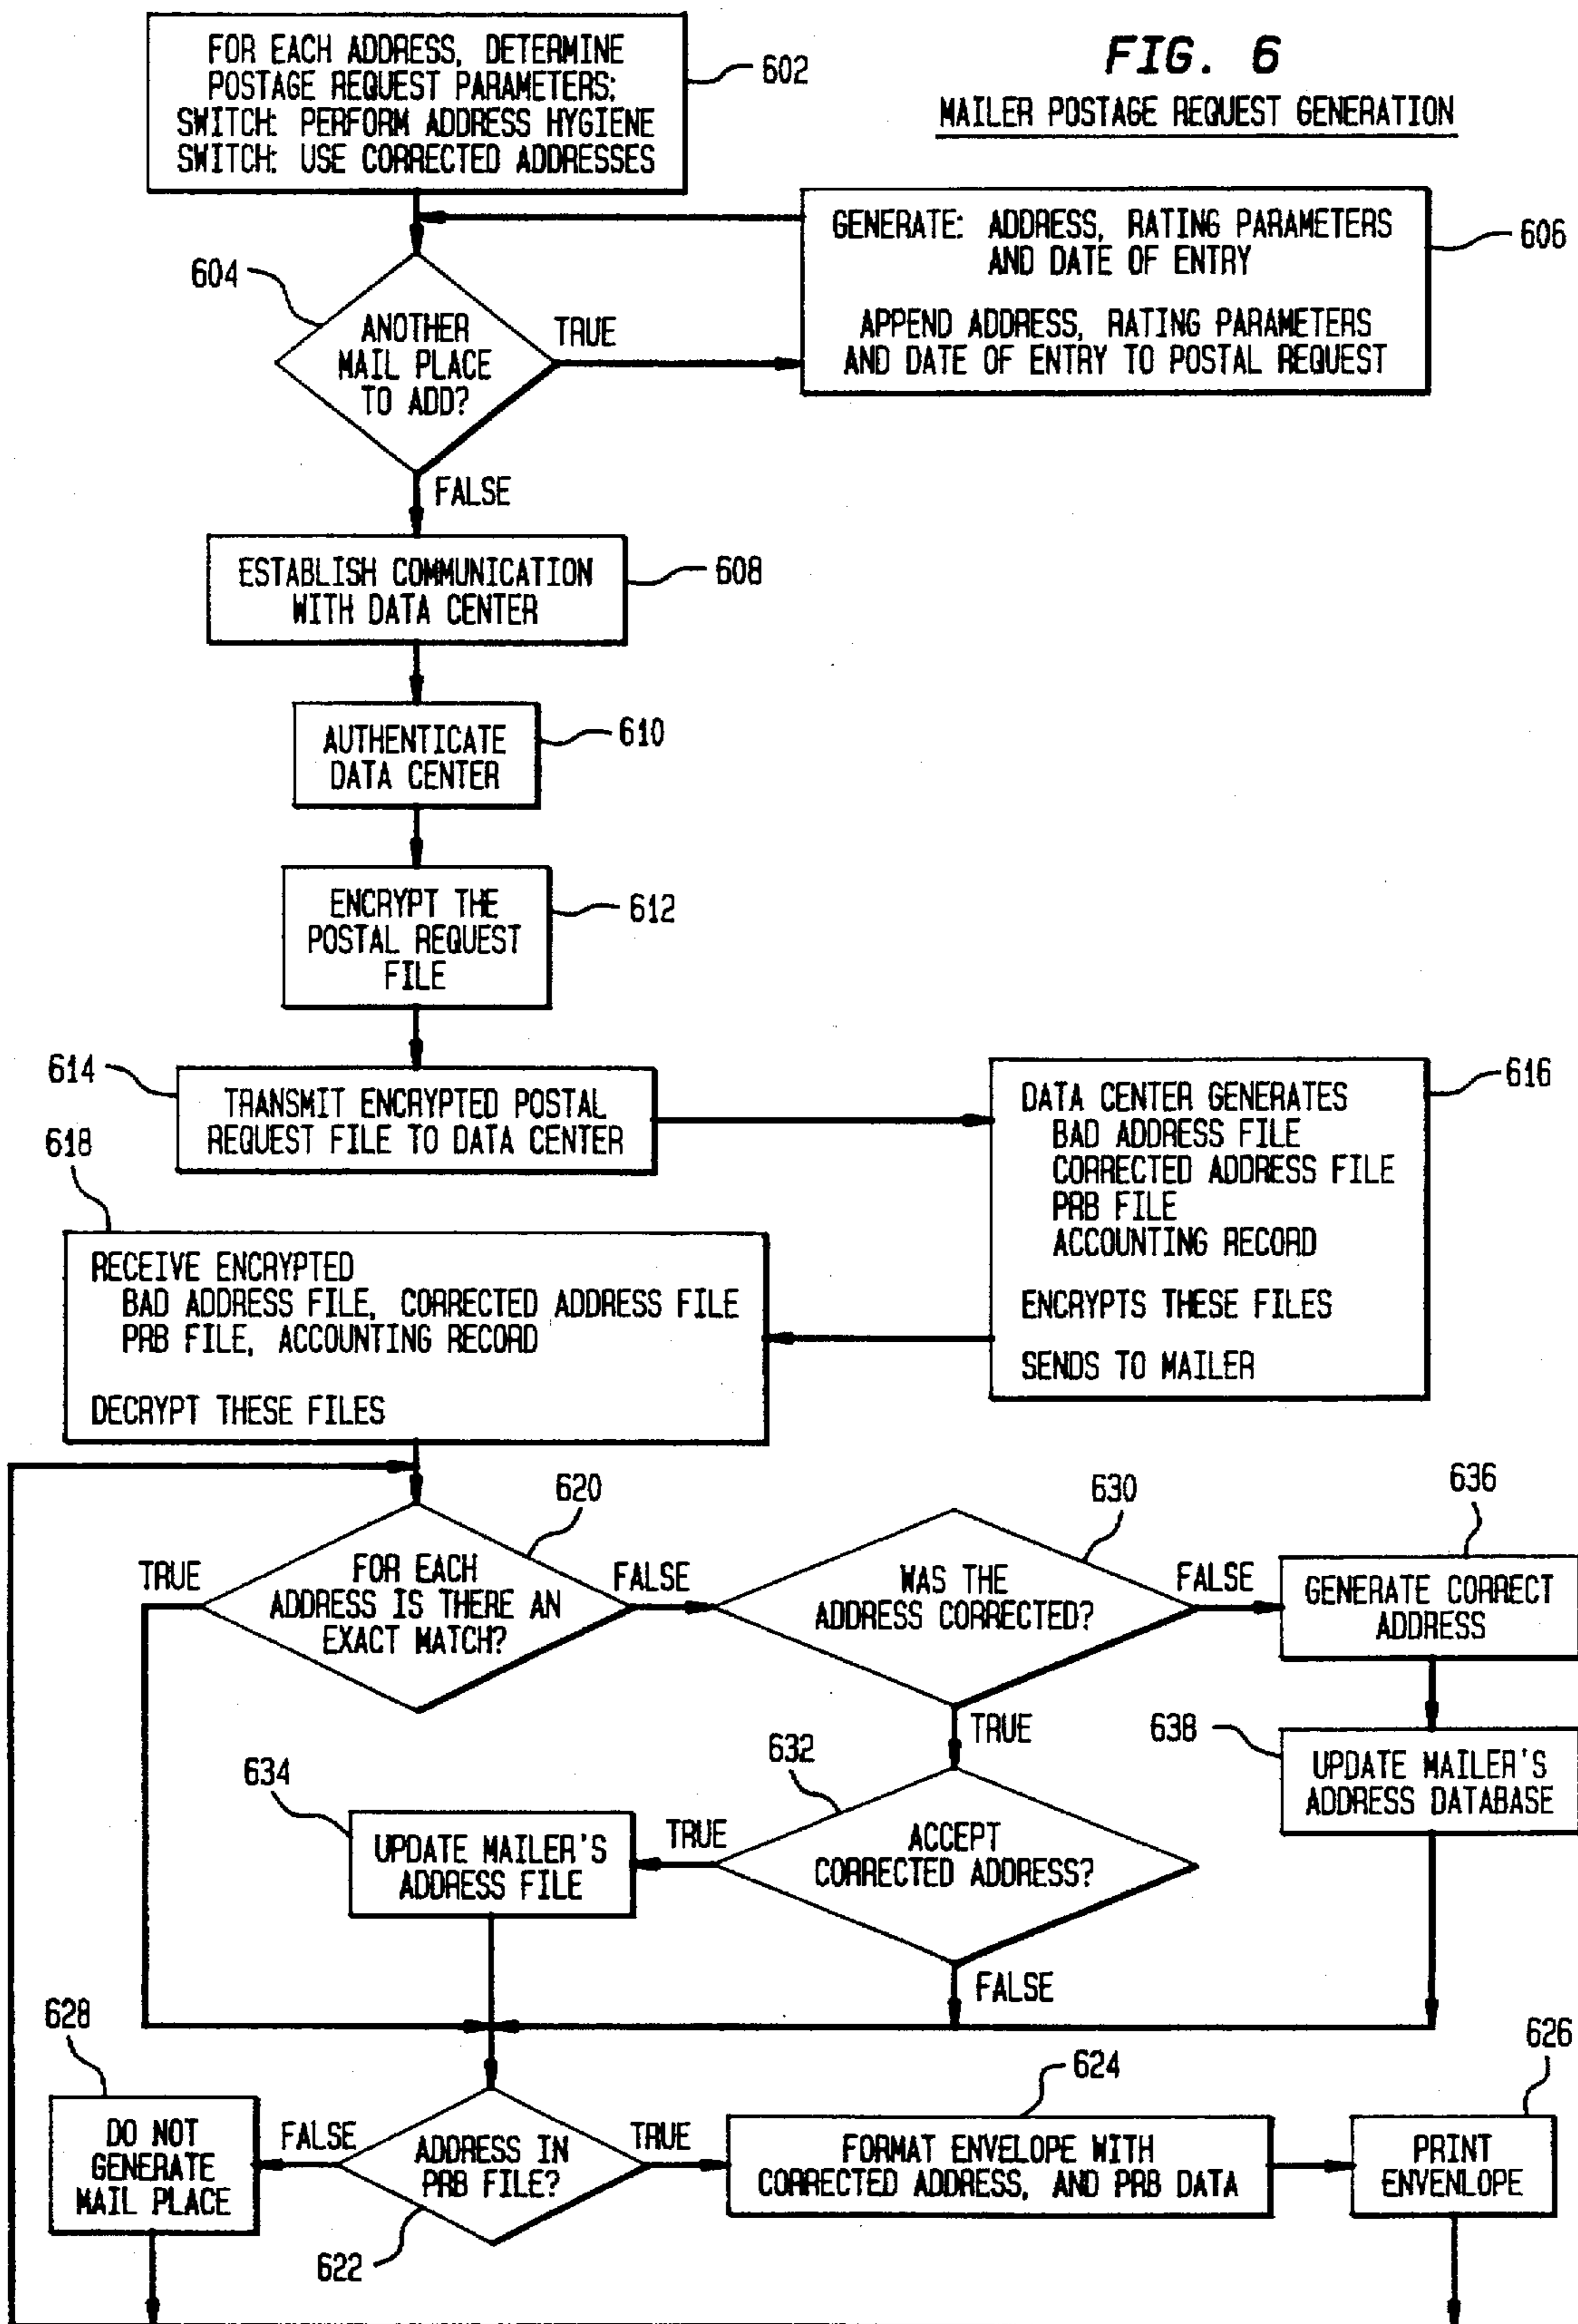 FIG. 6
MAILER POSTAGE REQUEST GENERATION
FOR EACH ADDRESS, DETERMINE
POSTAGE REQUEST PARAMETERS:
SWITCH: PERFORM ADDRESS HYGIENE
SWITCH: USE CORRECTED ADDRESSES
602
604
ANOTHER
MAIL PLACE
TO ADD?
TRUE
GENERATE: ADDRESS, RATING PARAMETERS
AND DATE OF ENTRY
APPEND ADDRESS, RATING PARAMETERS
AND DATE OF ENTRY TO POSTAL REQUEST
606
FALSE
ESTABLISH COMMUNICATION
WITH DATA CENTER
608
AUTHENTICATE
DATA CENTER
610
ENCRYPT THE
POSTAL REQUEST
FILE
612
614
TRANSMIT ENCRYPTED POSTAL
REQUEST FILE TO DATA CENTER
616
DATA CENTER GENERATES
BAD ADDRESS FILE
CORRECTED ADDRESS FILE
PRB FILE
ACCOUNTING RECORD
ENCRYPTS THESE FILES
SENDS TO MAILER
618
RECEIVE ENCRYPTED
BAD ADDRESS FILE, CORRECTED ADDRESS FILE
PRB FILE, ACCOUNTING RECORD
DECRYPT THESE FILES
620
TRUE
FOR EACH
ADDRESS IS THERE AN
EXACT MATCH?
FALSE
630
WAS THE
ADDRESS CORRECTED?
FALSE
636
GENERATE CORRECT
ADDRESS
TRUE
638
UPDATE MAILER'S
ADDRESS DATABASE
632
ACCEPT
CORRECTED ADDRESS?
TRUE
634
UPDATE MAILER'S
ADDRESS FILE
FALSE
628
DO NOT
GENERATE
MAIL PLACE
FALSE
ADDRESS IN
PRB FILE?
622
TRUE
624
FORMAT ENVELOPE WITH
CORRECTED ADDRESS, AND PRB DATA
626
PRINT
ENVENLOPE